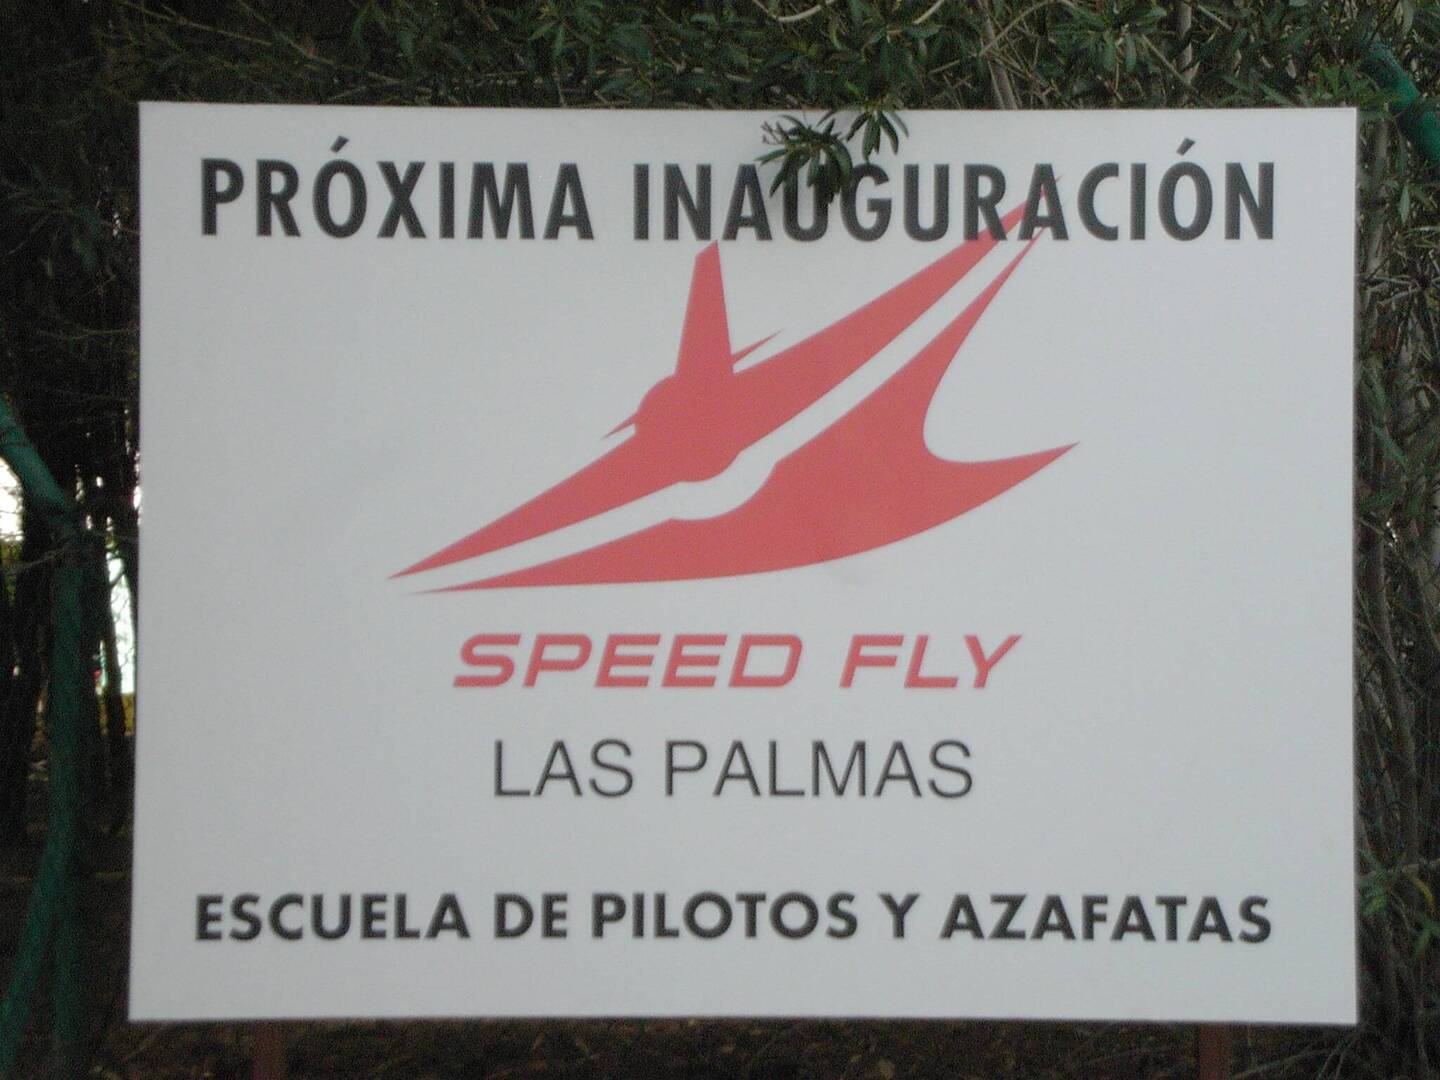 PRÓXIMA INAUGURACIÓN
SPEED FLY
LAS PALMAS
ESCUELA DE PILOTOS Y AZAFATAS